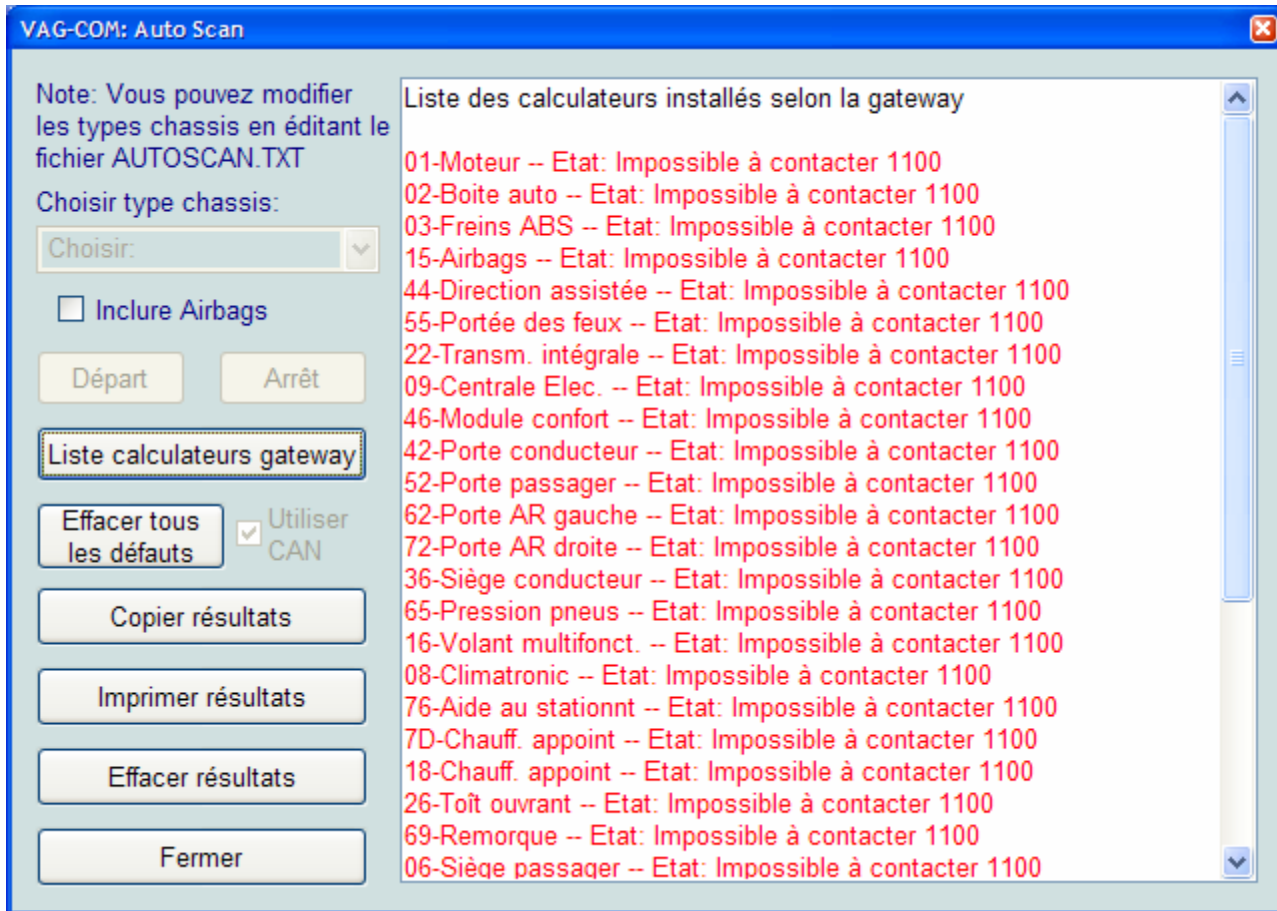 VAG-COM: Auto Scan
Note: Vous pouvez modifier
les types chassis en éditant le
fichier AUTOSCAN.TXT
Choisir type chassis:
Choisir:
Inclure Airbags
Départ
Arrêt
Liste calculateurs gateway
Effacer tous
les défauts
Utiliser
CAN
Copier résultats
Imprimer résultats
Effacer résultats
Fermer
Liste des calculateurs installés selon la gateway
01-Moteur -- Etat: Impossible à contacter 1100
02-Boite auto -- Etat: Impossible à contacter 1100
03-Freins ABS -- Etat: Impossible à contacter 1100
15-Airbags -- Etat: Impossible à contacter 1100
44-Direction assistée -- Etat: Impossible à contacter 1100
55-Portée des feux -- Etat: Impossible à contacter 1100
22-Transm. intégrale -- Etat: Impossible à contacter 1100
09-Centrale Elec. -- Etat: Impossible à contacter 1100
46-Module confort -- Etat: Impossible à contacter 1100
42-Porte conducteur -- Etat: Impossible à contacter 1100
52-Porte passager -- Etat: Impossible à contacter 1100
62-Porte AR gauche -- Etat: Impossible à contacter 1100
72-Porte AR droite -- Etat: Impossible à contacter 1100
36-Siège conducteur -- Etat: Impossible à contacter 1100
65-Pression pneus -- Etat: Impossible à contacter 1100
16-Volant multifonct. -- Etat: Impossible à contacter 1100
08-Climatronic -- Etat: Impossible à contacter 1100
76-Aide au stationnt -- Etat: Impossible à contacter 1100
7D-Chauff. appoint -- Etat: Impossible à contacter 1100
18-Chauff. appoint -- Etat: Impossible à contacter 1100
26-Toît ouvrant -- Etat: Impossible à contacter 1100
69-Remorque -- Etat: Impossible à contacter 1100
06-Siège passager -- Etat: Impossible à contacter 1100